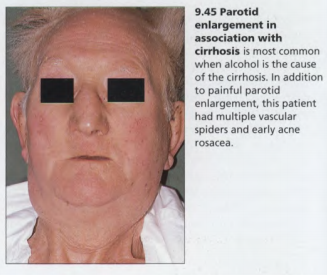 9.45 Parotid
enlargement in
association with
cirrhosis is most common
when alcohol is the cause
of the cirrhosis. In addition
to painful parotid
enlargement, this patient
had multiple vascular
spiders and early acne
rosacea.